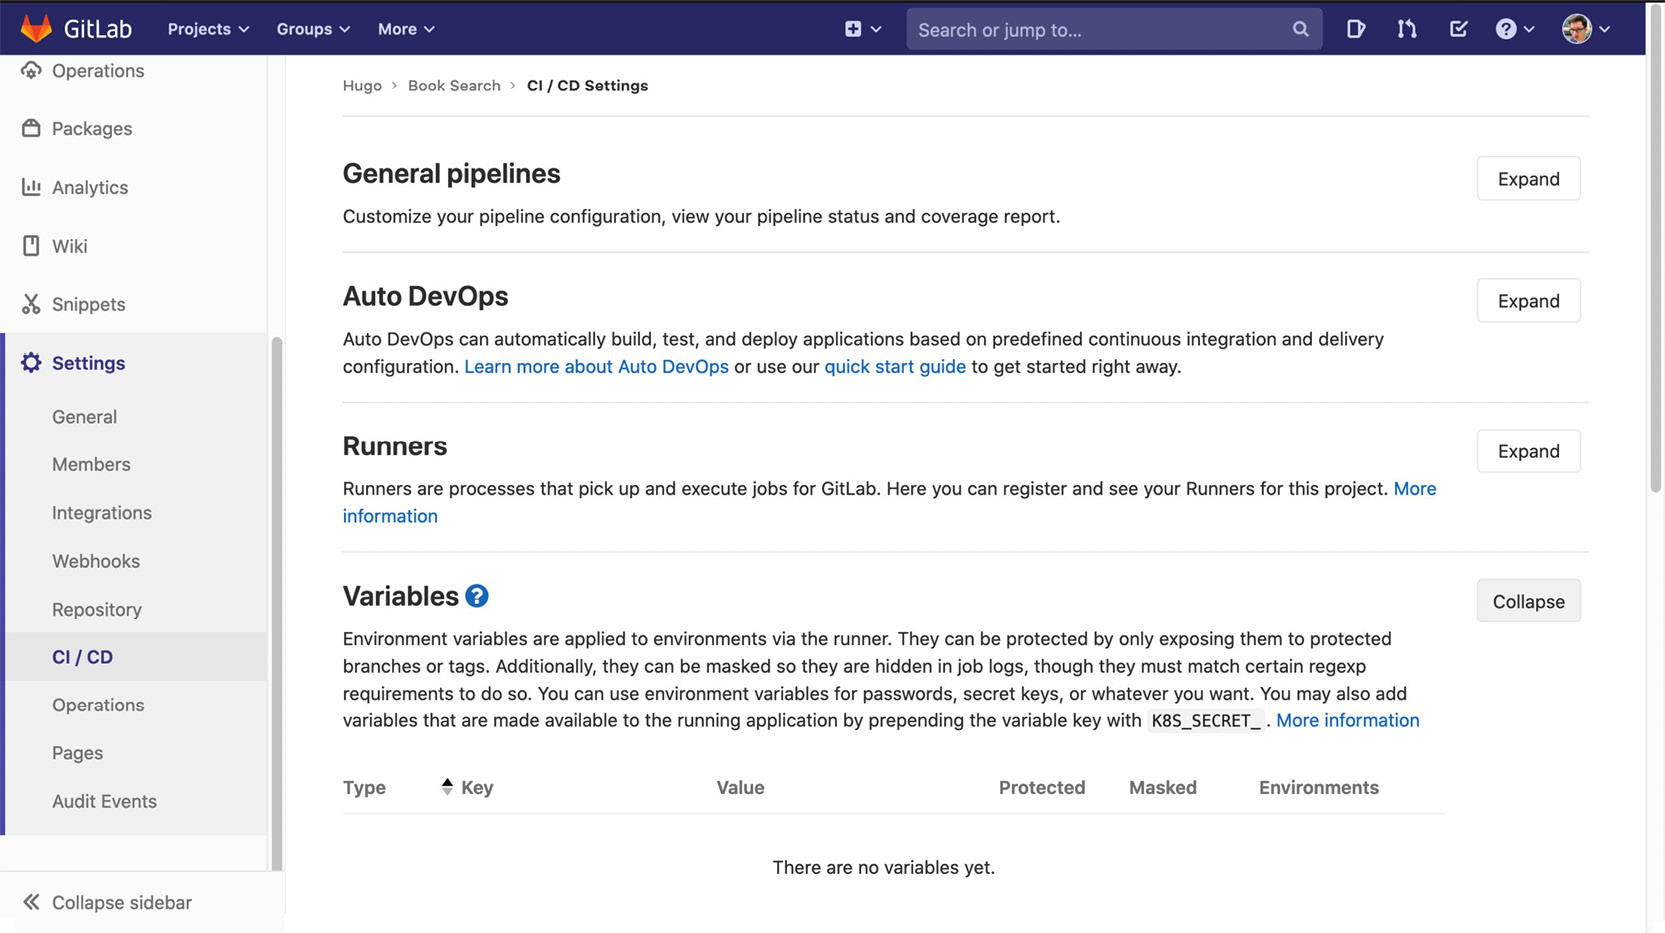 GitLab Projects Groups More Search or jump to...
Operations
Packages
Analytics
Wiki
Snippets
Settings
General
Members
Integrations
Webhooks
Repository
CI / CD
Operations
Pages
Audit Events
Collapse sidebar
Hugo > Book Search > CI / CD Settings
General pipelines
Expand
Customize your pipeline configuration, view your pipeline status and coverage report.
Auto DevOps
Expand
Auto DevOps can automatically build, test, and deploy applications based on predefined continuous integration and delivery
configuration. Learn more about Auto DevOps or use our quick start guide to get started right away.
Runners
Expand
Runners are processes that pick up and execute jobs for GitLab. Here you can register and see your Runners for this project. More
information
Variables ?
Collapse
Environment variables are applied to environments via the runner. They can be protected by only exposing them to protected
branches or tags. Additionally, they can be masked so they are hidden in job logs, though they must match certain regexp
requirements to do so. You can use environment variables for passwords, secret keys, or whatever you want. You may also add
variables that are made available to the running application by prepending the variable key with K8S_SECRET_. More information
Type Key Value Protected Masked Environments
There are no variables yet.